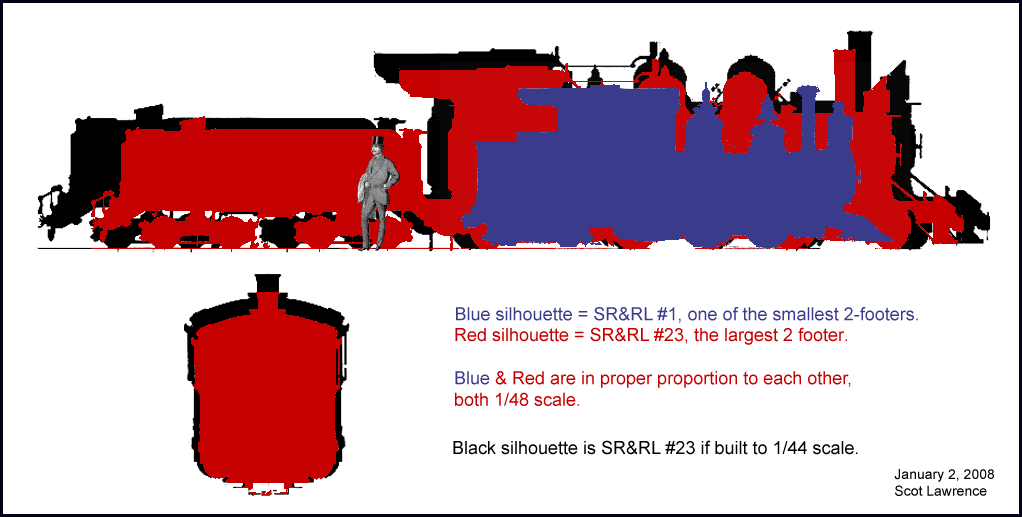 Blue silhouette = SR&RL #1, one of the smallest 2-footers.
Red silhouette = SR&RL #23, the largest 2 footer.
Blue & Red are in proper proportion to each other,
both 1/48 scale.
Black silhouette is SR&RL #23 if built to 1/44 scale.
January 2, 2008
Scot Lawrence